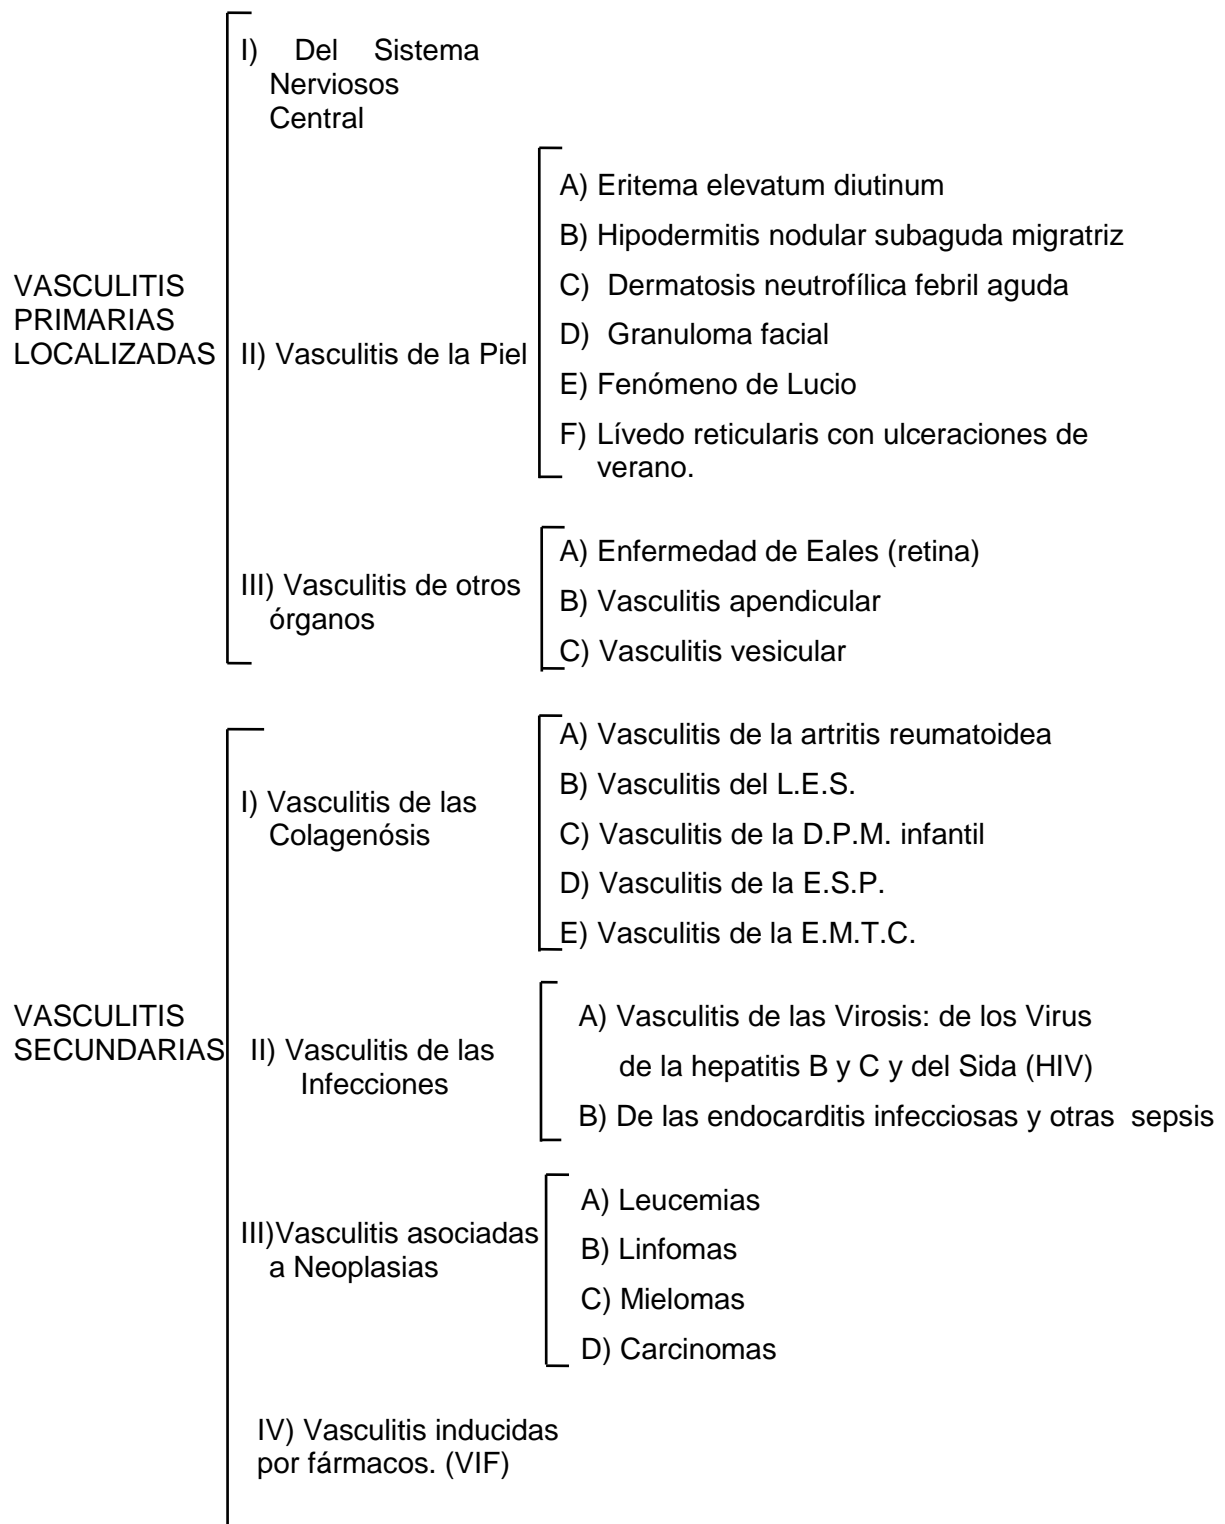 VASCULITIS
PRIMARIAS
LOCALIZADAS
I) Del Sistema
Nerviosos
Central
II) Vasculitis de la Piel
A) Eritema elevatum diutinum
B) Hipodermitis nodular subaguda migratriz
C) Dermatosis neutrofílica febril aguda
D) Granuloma facial
E) Fenómeno de Lucio
F) Lívedo reticularis con ulceraciones de
verano.
III) Vasculitis de otros
órganos
A) Enfermedad de Eales (retina)
B) Vasculitis apendicular
C) Vasculitis vesicular
VASCULITIS
SECUNDARIAS
I) Vasculitis de las
Colagenósis
A) Vasculitis de la artritis reumatoidea
B) Vasculitis del L.E.S.
C) Vasculitis de la D.P.M. infantil
D) Vasculitis de la E.S.P.
E) Vasculitis de la E.M.T.C.
II) Vasculitis de las
Infecciones
A) Vasculitis de las Virosis: de los Virus
de la hepatitis B y C y del Sida (HIV)
B) De las endocarditis infecciosas y otras sepsis
III)Vasculitis asociadas
a Neoplasias
A) Leucemias
B) Linfomas
C) Mielomas
D) Carcinomas
IV) Vasculitis inducidas
por fármacos. (VIF)